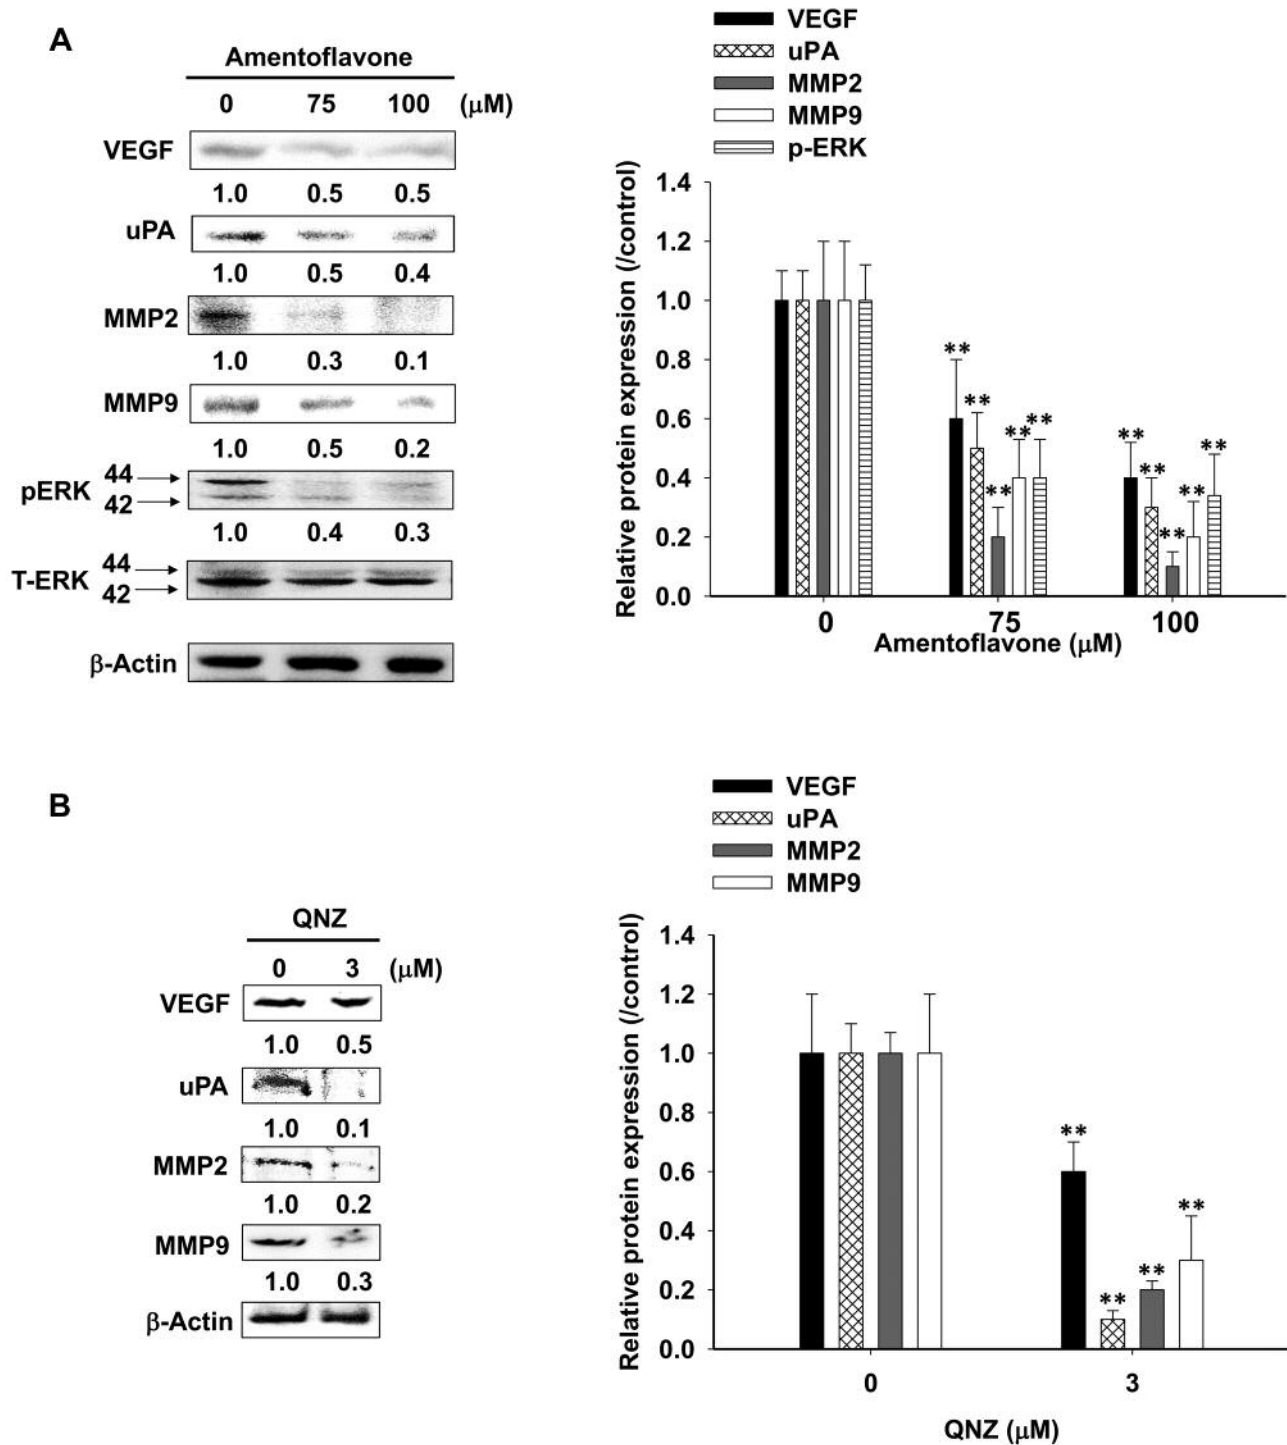 A
Amentoflavone
0 75 100 (μM)
VEGF
1.0 0.5 0.5
uPA
1.0 0.5 0.4
MMP2
1.0 0.3 0.1
MMP9
1.0 0.5 0.2
pERK 44 42
1.0 0.4 0.3
T-ERK 44 42
β-Actin
VEGF
uPA
MMP2
MMP9
p-ERK
Relative protein expression (/control)
1.4
1.2
1.0
0.8
0.6
0.4
0.2
0.0
** ** ** ** **
** ** ** ** **
0 75 100
Amentoflavone (μM)
B
QNZ
0 3 (μM)
VEGF
1.0 0.5
uPA
1.0 0.1
MMP2
1.0 0.2
MMP9
1.0 0.3
β-Actin
VEGF
uPA
MMP2
MMP9
Relative protein expression (/control)
1.4
1.2
1.0
0.8
0.6
0.4
0.2
0.0
** ** ** **
0 3
QNZ (μM)